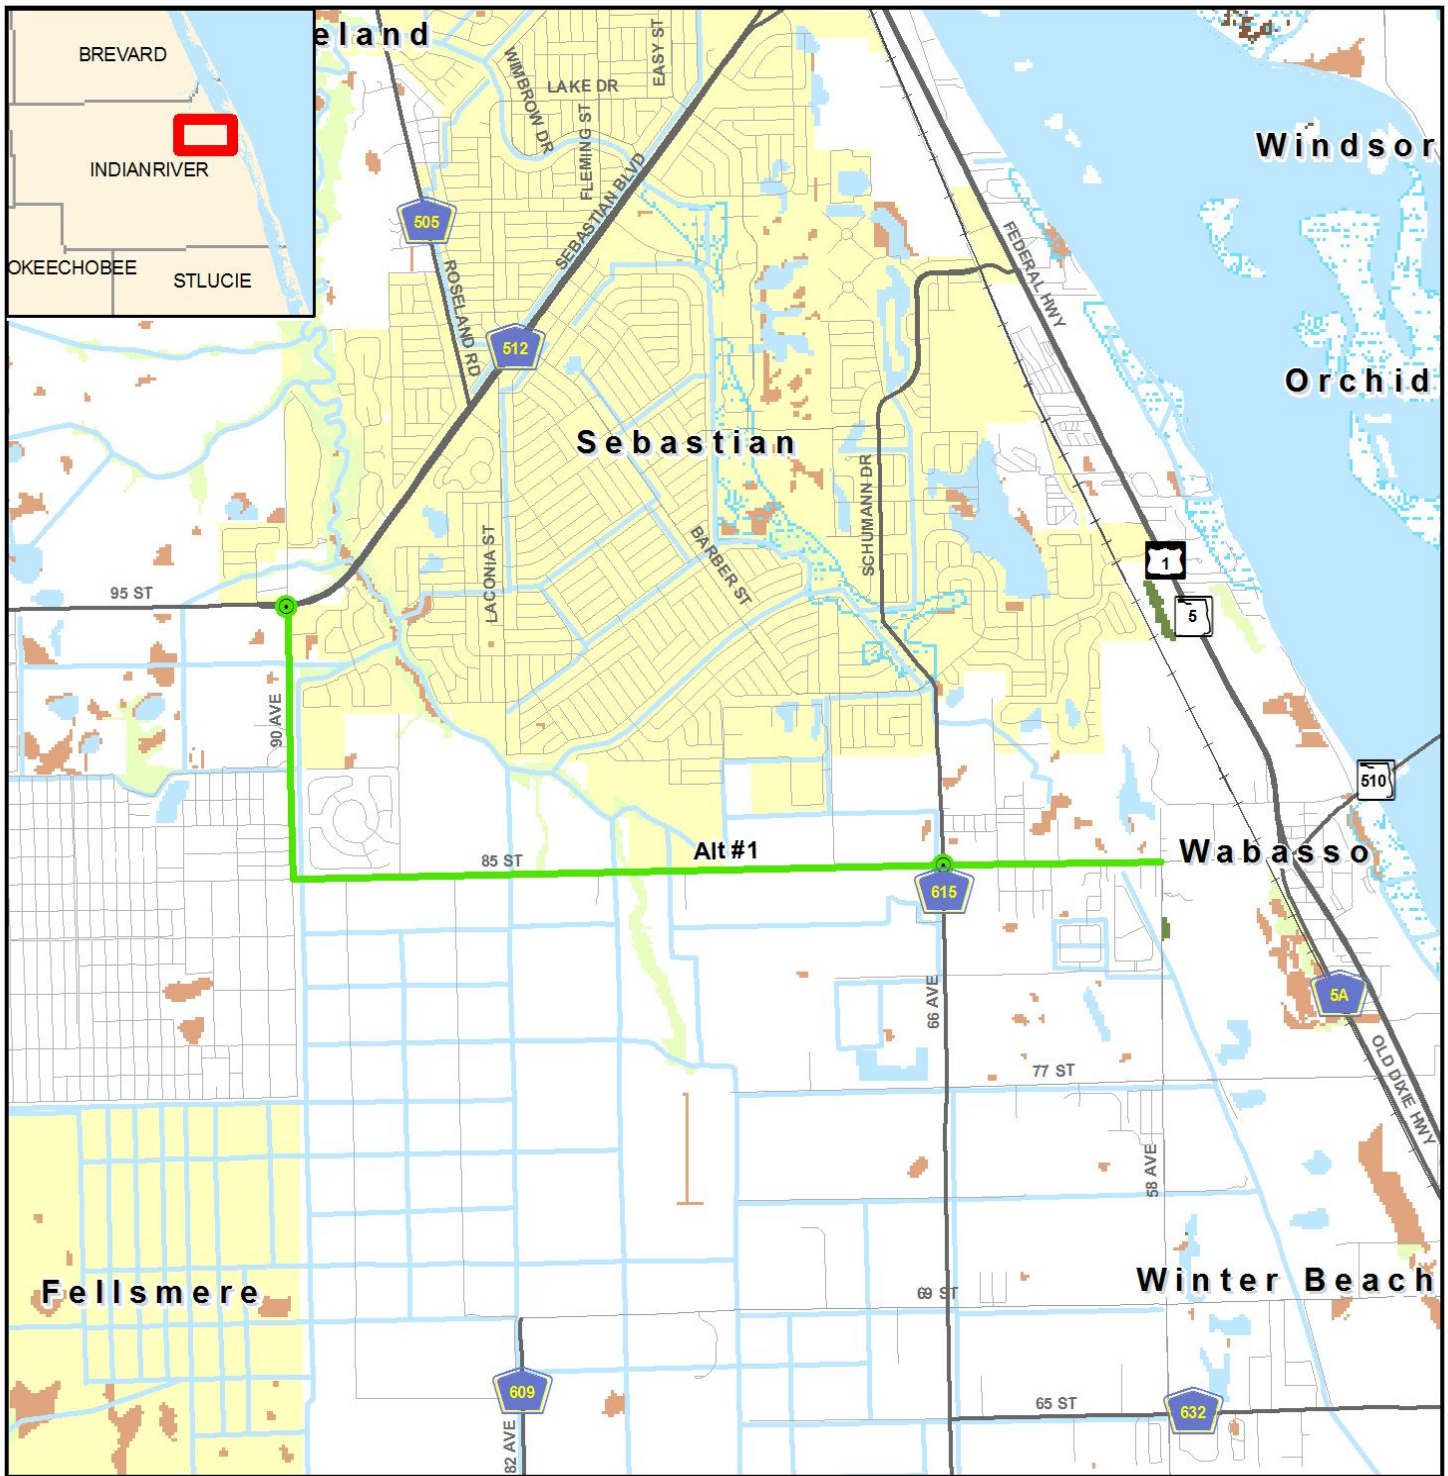 BREVARD
INDIANRIVER
OKEECHOBEE
STLUCIE
eland
WIMBROW DR
LAKE DR
EASY ST
FLEMING ST
SEBASTIAN BLVD
505
ROSELAND RD
512
Windsor
FEDERAL HWY
Orchid
Sebastian
SCHUMANN DR
LACONIA ST
BARBER ST
95 ST
1
5
90 AVE
510
85 ST
Alt #1
Wabasso
615
66 AVE
5A
OLD DIXIE HWY
77 ST
58 AVE
Fellsmere
Winter Beach
69 ST
609
82 AVE
65 ST
632